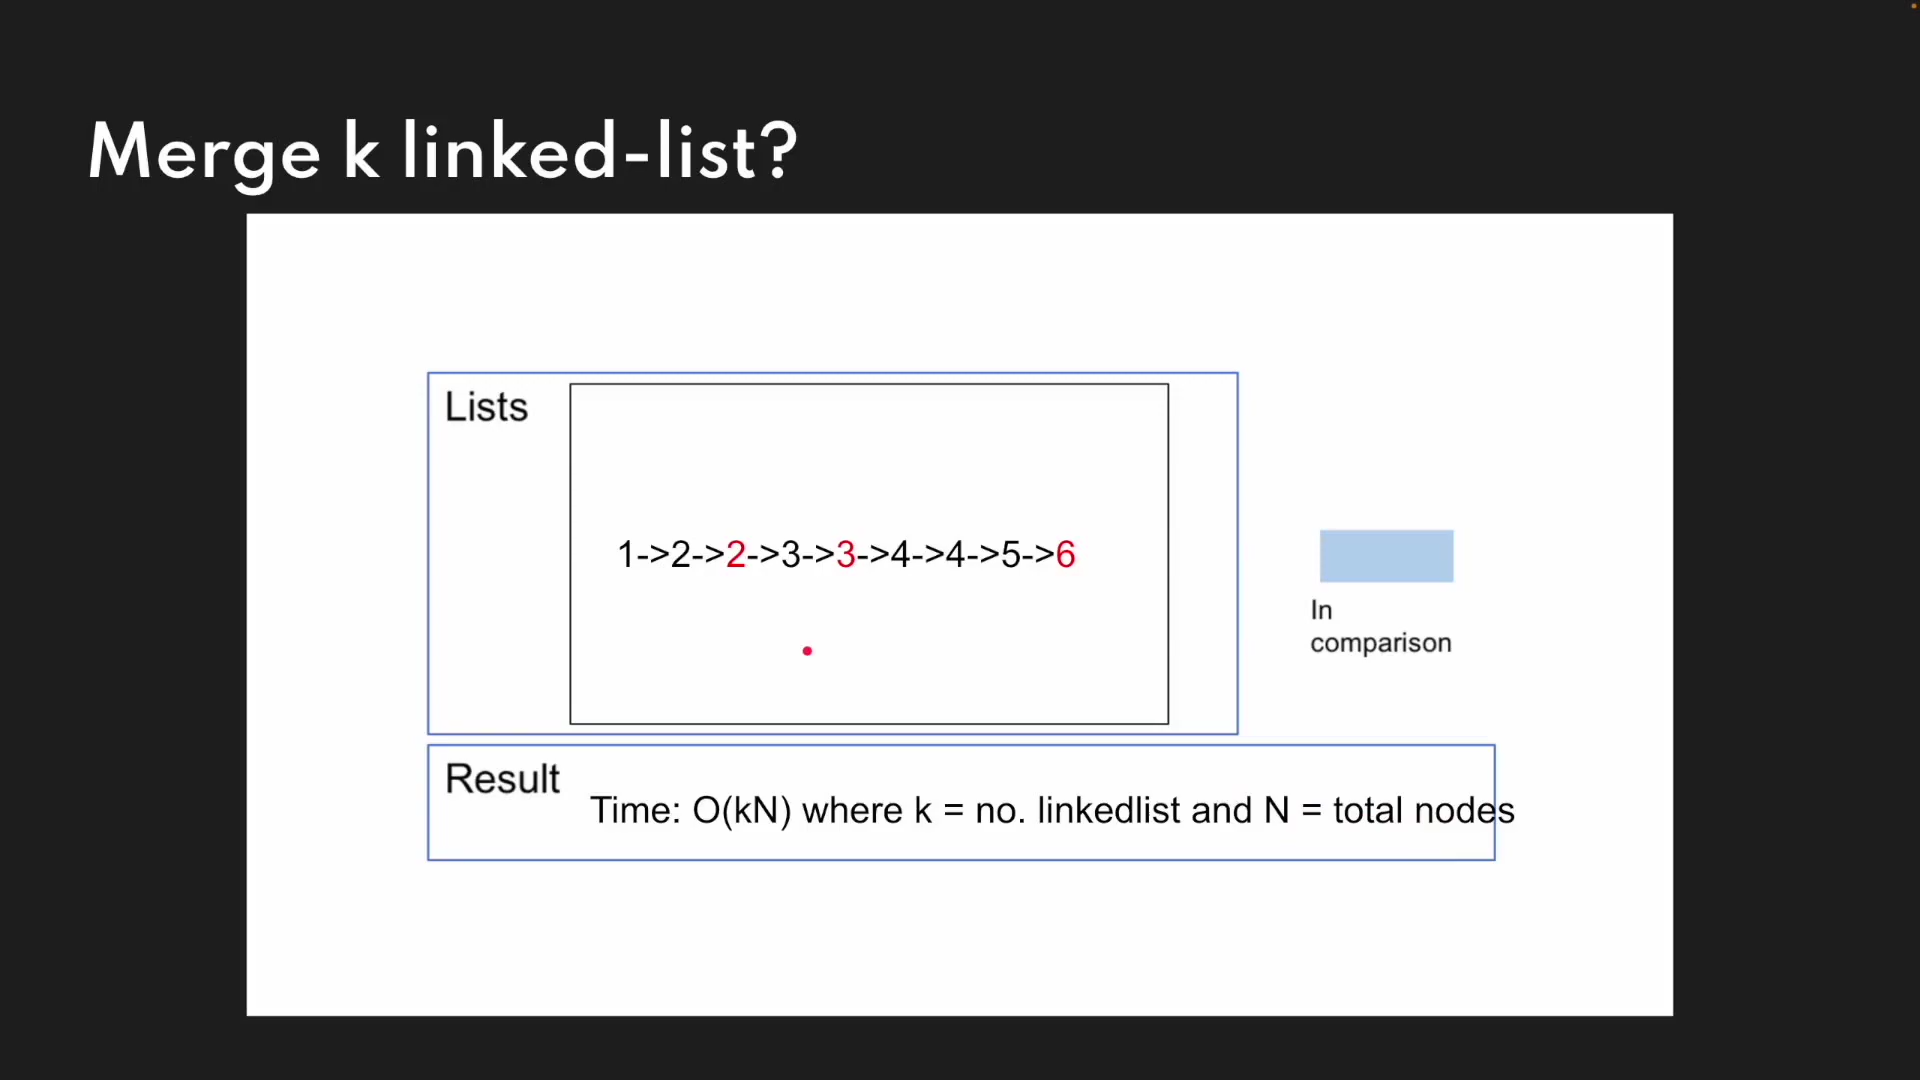 Merge k linked-list?
Lists
1->2->2->3->3->4->4->5->6
In
comparison
Result
Time: O(kN) where k = no. linkedlist and N = total nodes